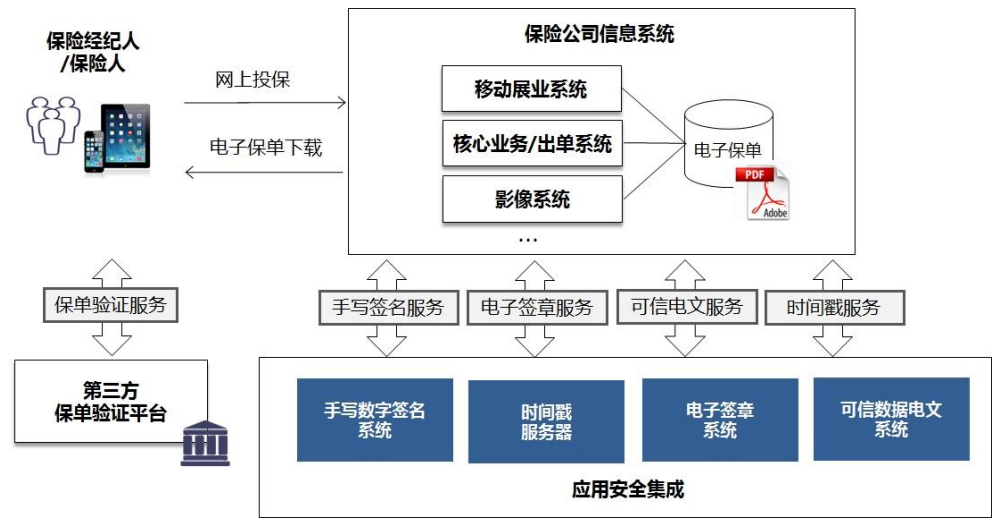 保险经纪人
/保险人
网上投保
电子保单下载
保险公司信息系统
移动展业系统
核心业务/出单系统
影像系统
...
电子保单
PDF
Adobe
保单验证服务
手写签名服务
电子签章服务
可信电文服务
时间戳服务
第三方
保单验证平台
手写数字签名
系统
时间戳
服务器
电子签章
系统
可信数据电文
系统
应用安全集成